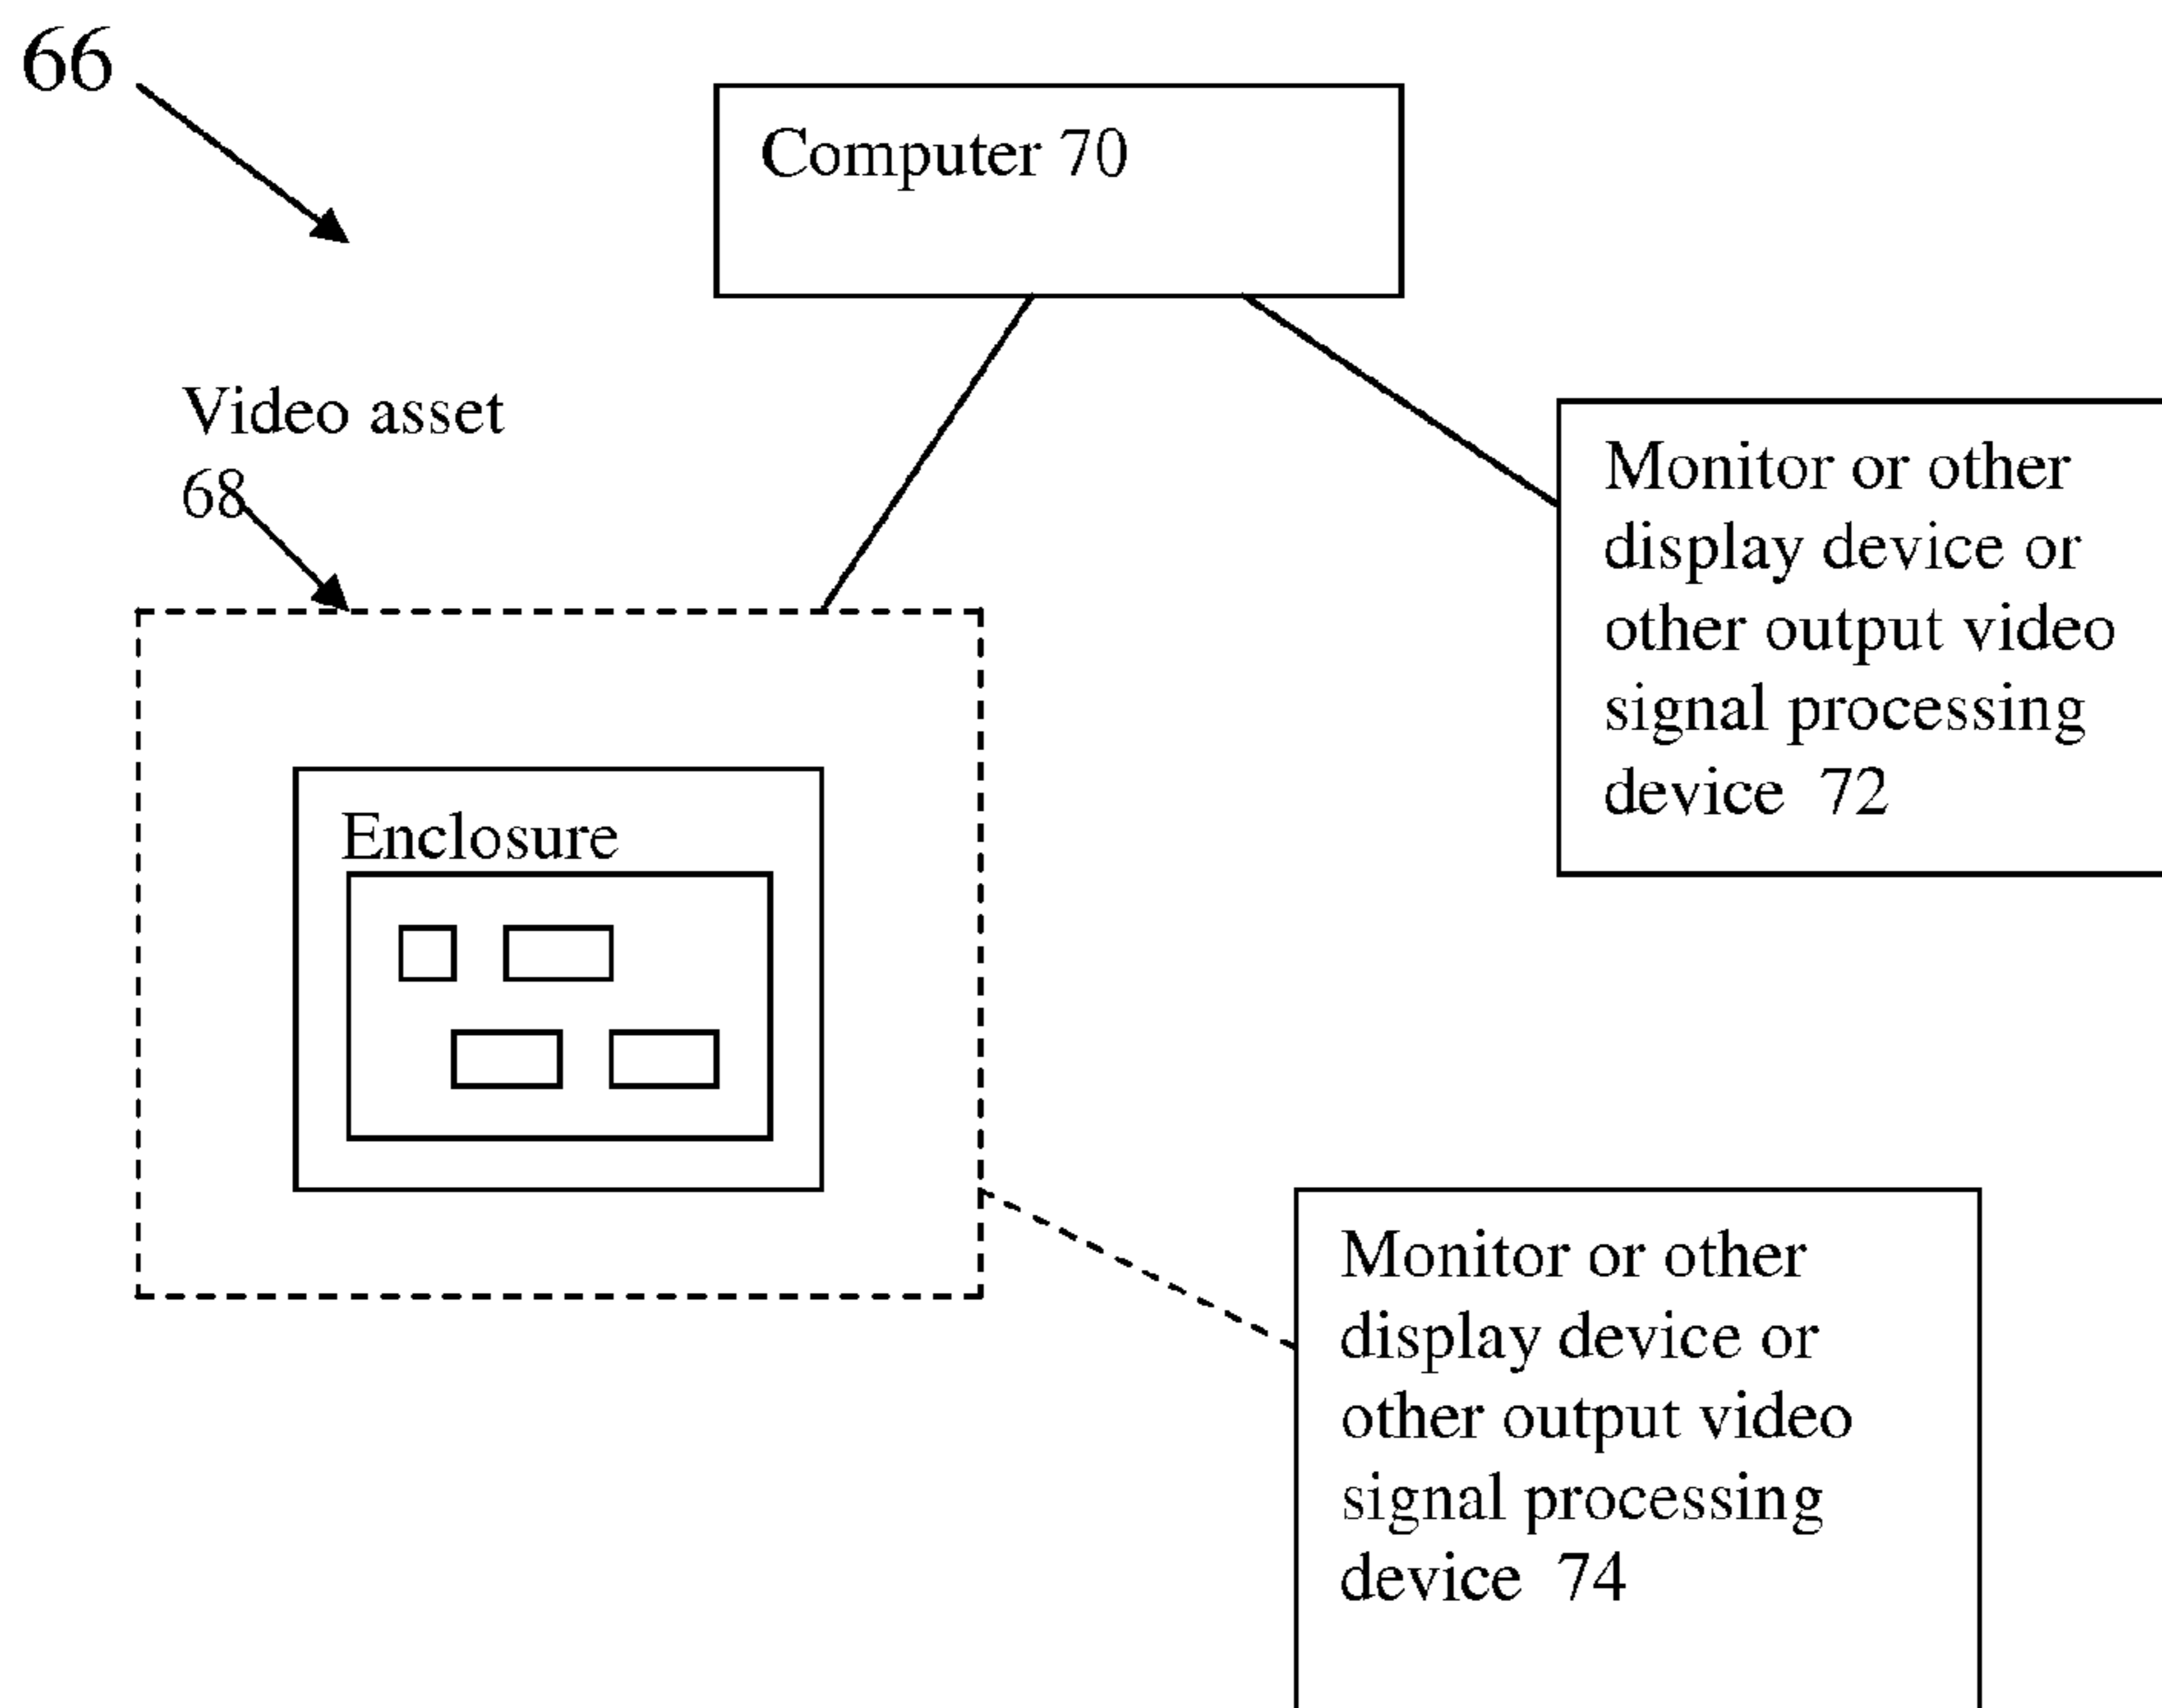 66
Computer 70
Video asset
68
Monitor or other
display device or
other output video
signal processing
device 72
Enclosure
Monitor or other
display device or
other output video
signal processing
device 74